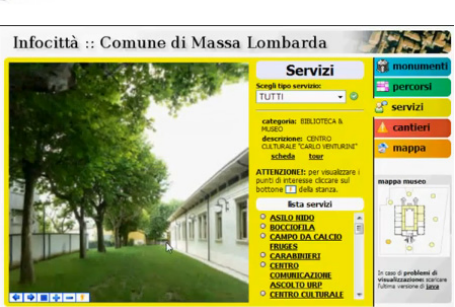 Infocittà :: Comune di Massa Lombarda
Servizi
Scegli tipo servizio:
TUTTI
categoria: BIBLIOTECA &
MUSEO
descrizione: CENTRO
CULTURALE "CARLO VENTURINI"
scheda tour
ATTENZIONE!: per visualizzare i
punti di interesse cliccare sul
bottone i della stanza.
lista servizi
ASILO NIDO
BOCCIOFILA
CAMPO DA CALCIO
FRUGES
CARABINIERI
CENTRO
COMUNICAZIONE
ASCOLTO URP
CENTRO CULTURALE
monumenti
percorsi
servizi
cantieri
mappa
mappa museo
In caso di problemi di
visualizzazione: scaricare
l'ultima versione di Java